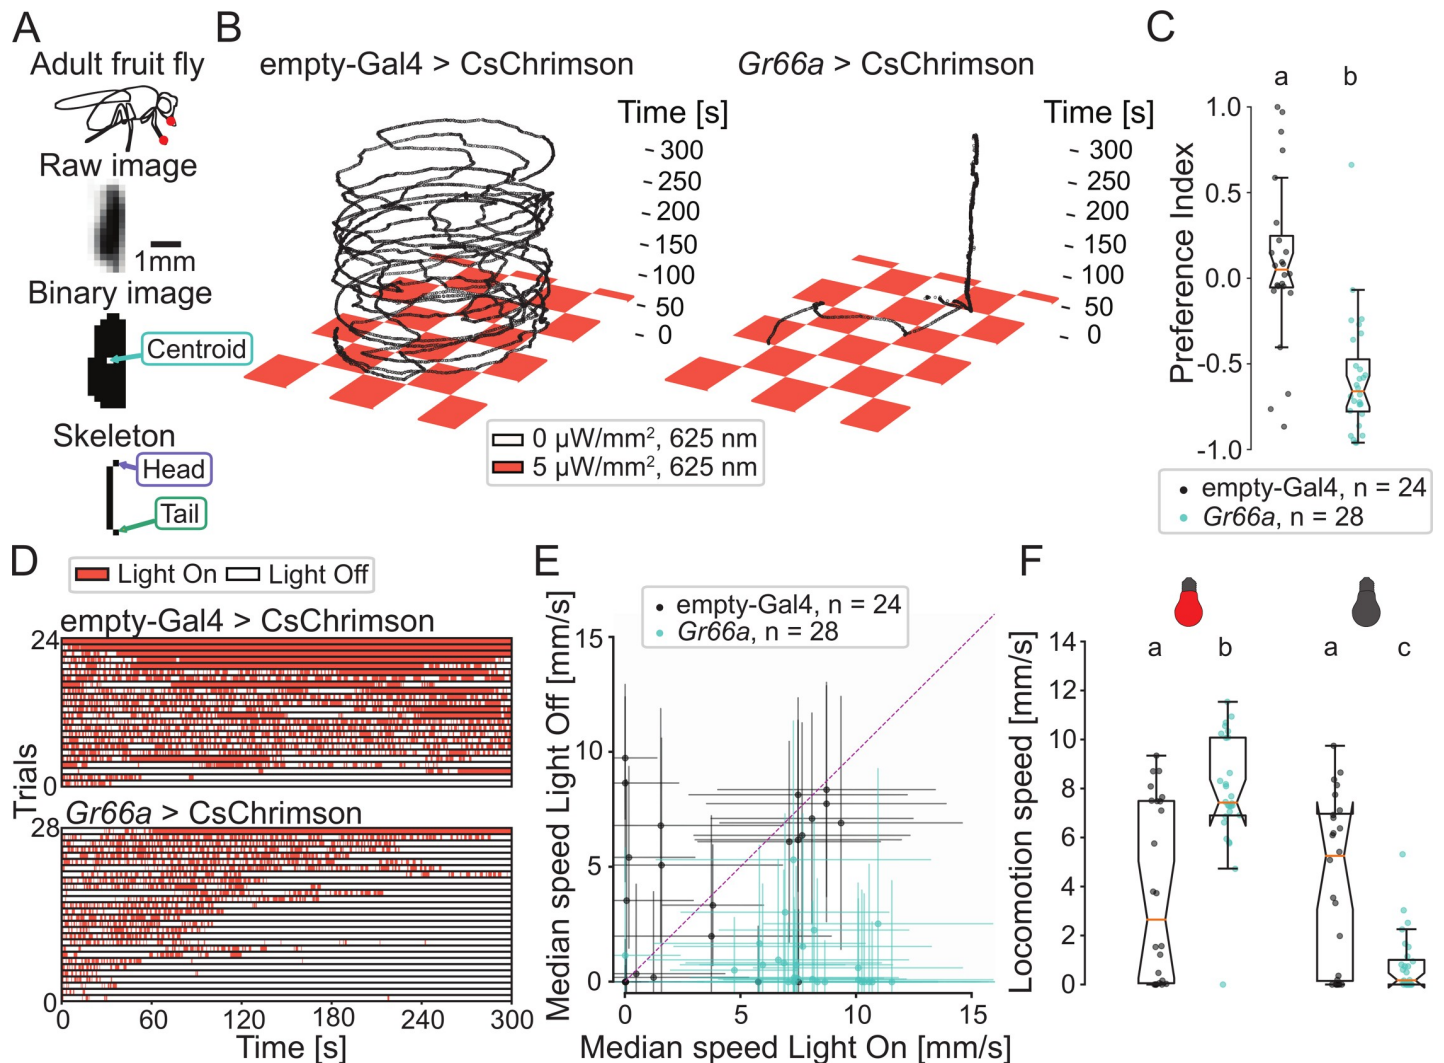 A
Adult fruit fly
Raw image
1mm
Binary image
Centroid
Skeleton
Head
Tail
B
empty-Gal4 > CsChrimson
Time [s]
300
250
200
150
100
50
0
Gr66a > CsChrimson
Time [s]
300
250
200
150
100
50
0
0 µW/mm², 625 nm
5 µW/mm², 625 nm
C
a
b
Preference Index
1.0
0.5
0.0
-0.5
-1.0
empty-Gal4, n = 24
Gr66a, n = 28
D
Light On
Light Off
empty-Gal4 > CsChrimson
24
0
Trials
Gr66a > CsChrimson
28
0
0
60
120
180
240
300
Time [s]
E
empty-Gal4, n = 24
Gr66a, n = 28
Median speed Light Off [mm/s]
15
10
5
0
0
5
10
15
Median speed Light On [mm/s]
F
Locomotion speed [mm/s]
14
12
10
8
6
4
2
0
a
b
a
c